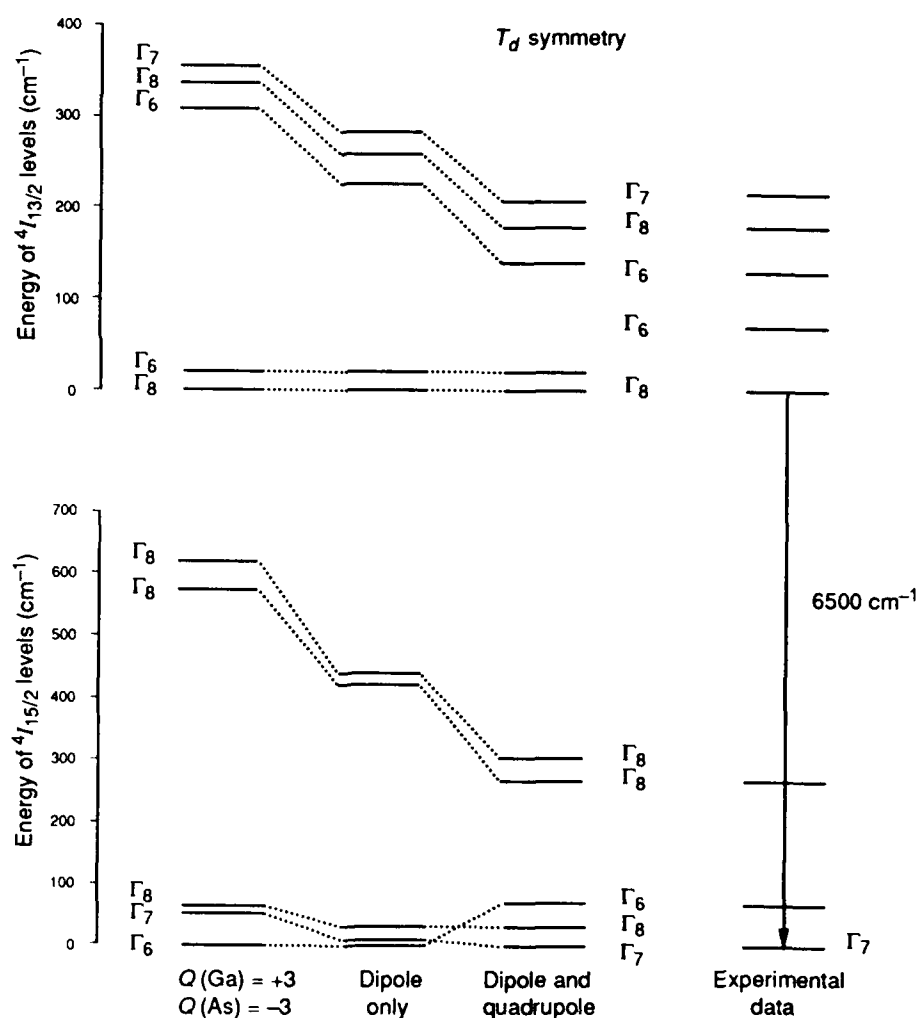 T_d symmetry
Energy of ⁴I₁₃/₂ levels (cm⁻¹)
400
300
200
100
0
Γ₇
Γ₈
Γ₆
Γ₆
Γ₈
Γ₇
Γ₈
Γ₆
Γ₆
Γ₈
Energy of ⁴I₁₅/₂ levels (cm⁻¹)
700
600
500
400
300
200
100
0
Γ₈
Γ₈
Γ₈
Γ₇
Γ₆
Γ₈
Γ₈
Γ₆
Γ₈
Γ₇
6500 cm⁻¹
Γ₇
Q (Ga) = +3
Q (As) = −3
Dipole
only
Dipole and
quadrupole
Experimental
data